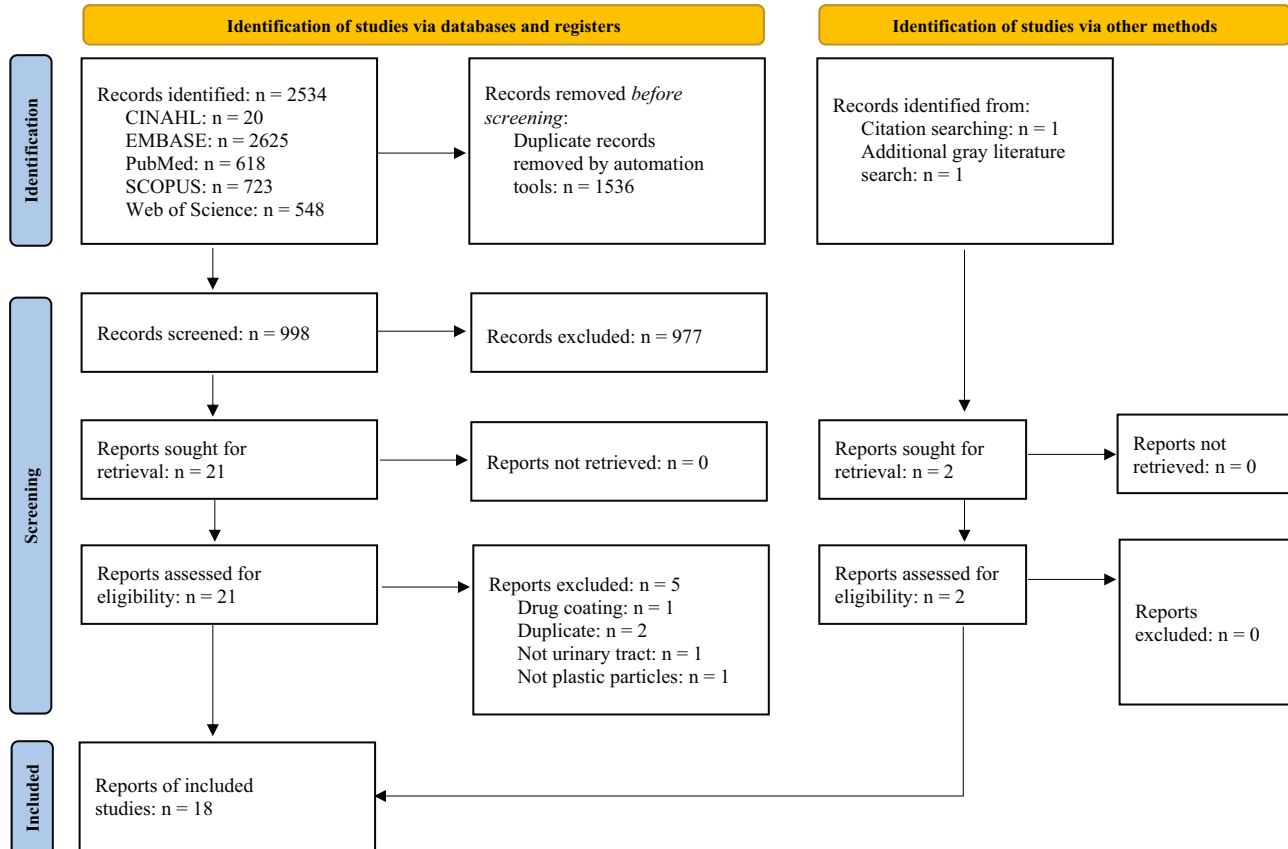 Identification of studies via databases and registers
Identification of studies via other methods
Identification
Records identified: n = 2534
CINAHL: n = 20
EMBASE: n = 2625
PubMed: n = 618
SCOPUS: n = 723
Web of Science: n = 548
Records removed before
screening:
Duplicate records
removed by automation
tools: n = 1536
Records identified from:
Citation searching: n = 1
Additional gray literature
search: n = 1
Screening
Records screened: n = 998
Records excluded: n = 977
Reports sought for
retrieval: n = 21
Reports not retrieved: n = 0
Reports sought for
retrieval: n = 2
Reports not
retrieved: n = 0
Reports assessed for
eligibility: n = 21
Reports excluded: n = 5
Drug coating: n = 1
Duplicate: n = 2
Not urinary tract: n = 1
Not plastic particles: n = 1
Reports assessed for
eligibility: n = 2
Reports
excluded: n = 0
Included
Reports of included
studies: n = 18